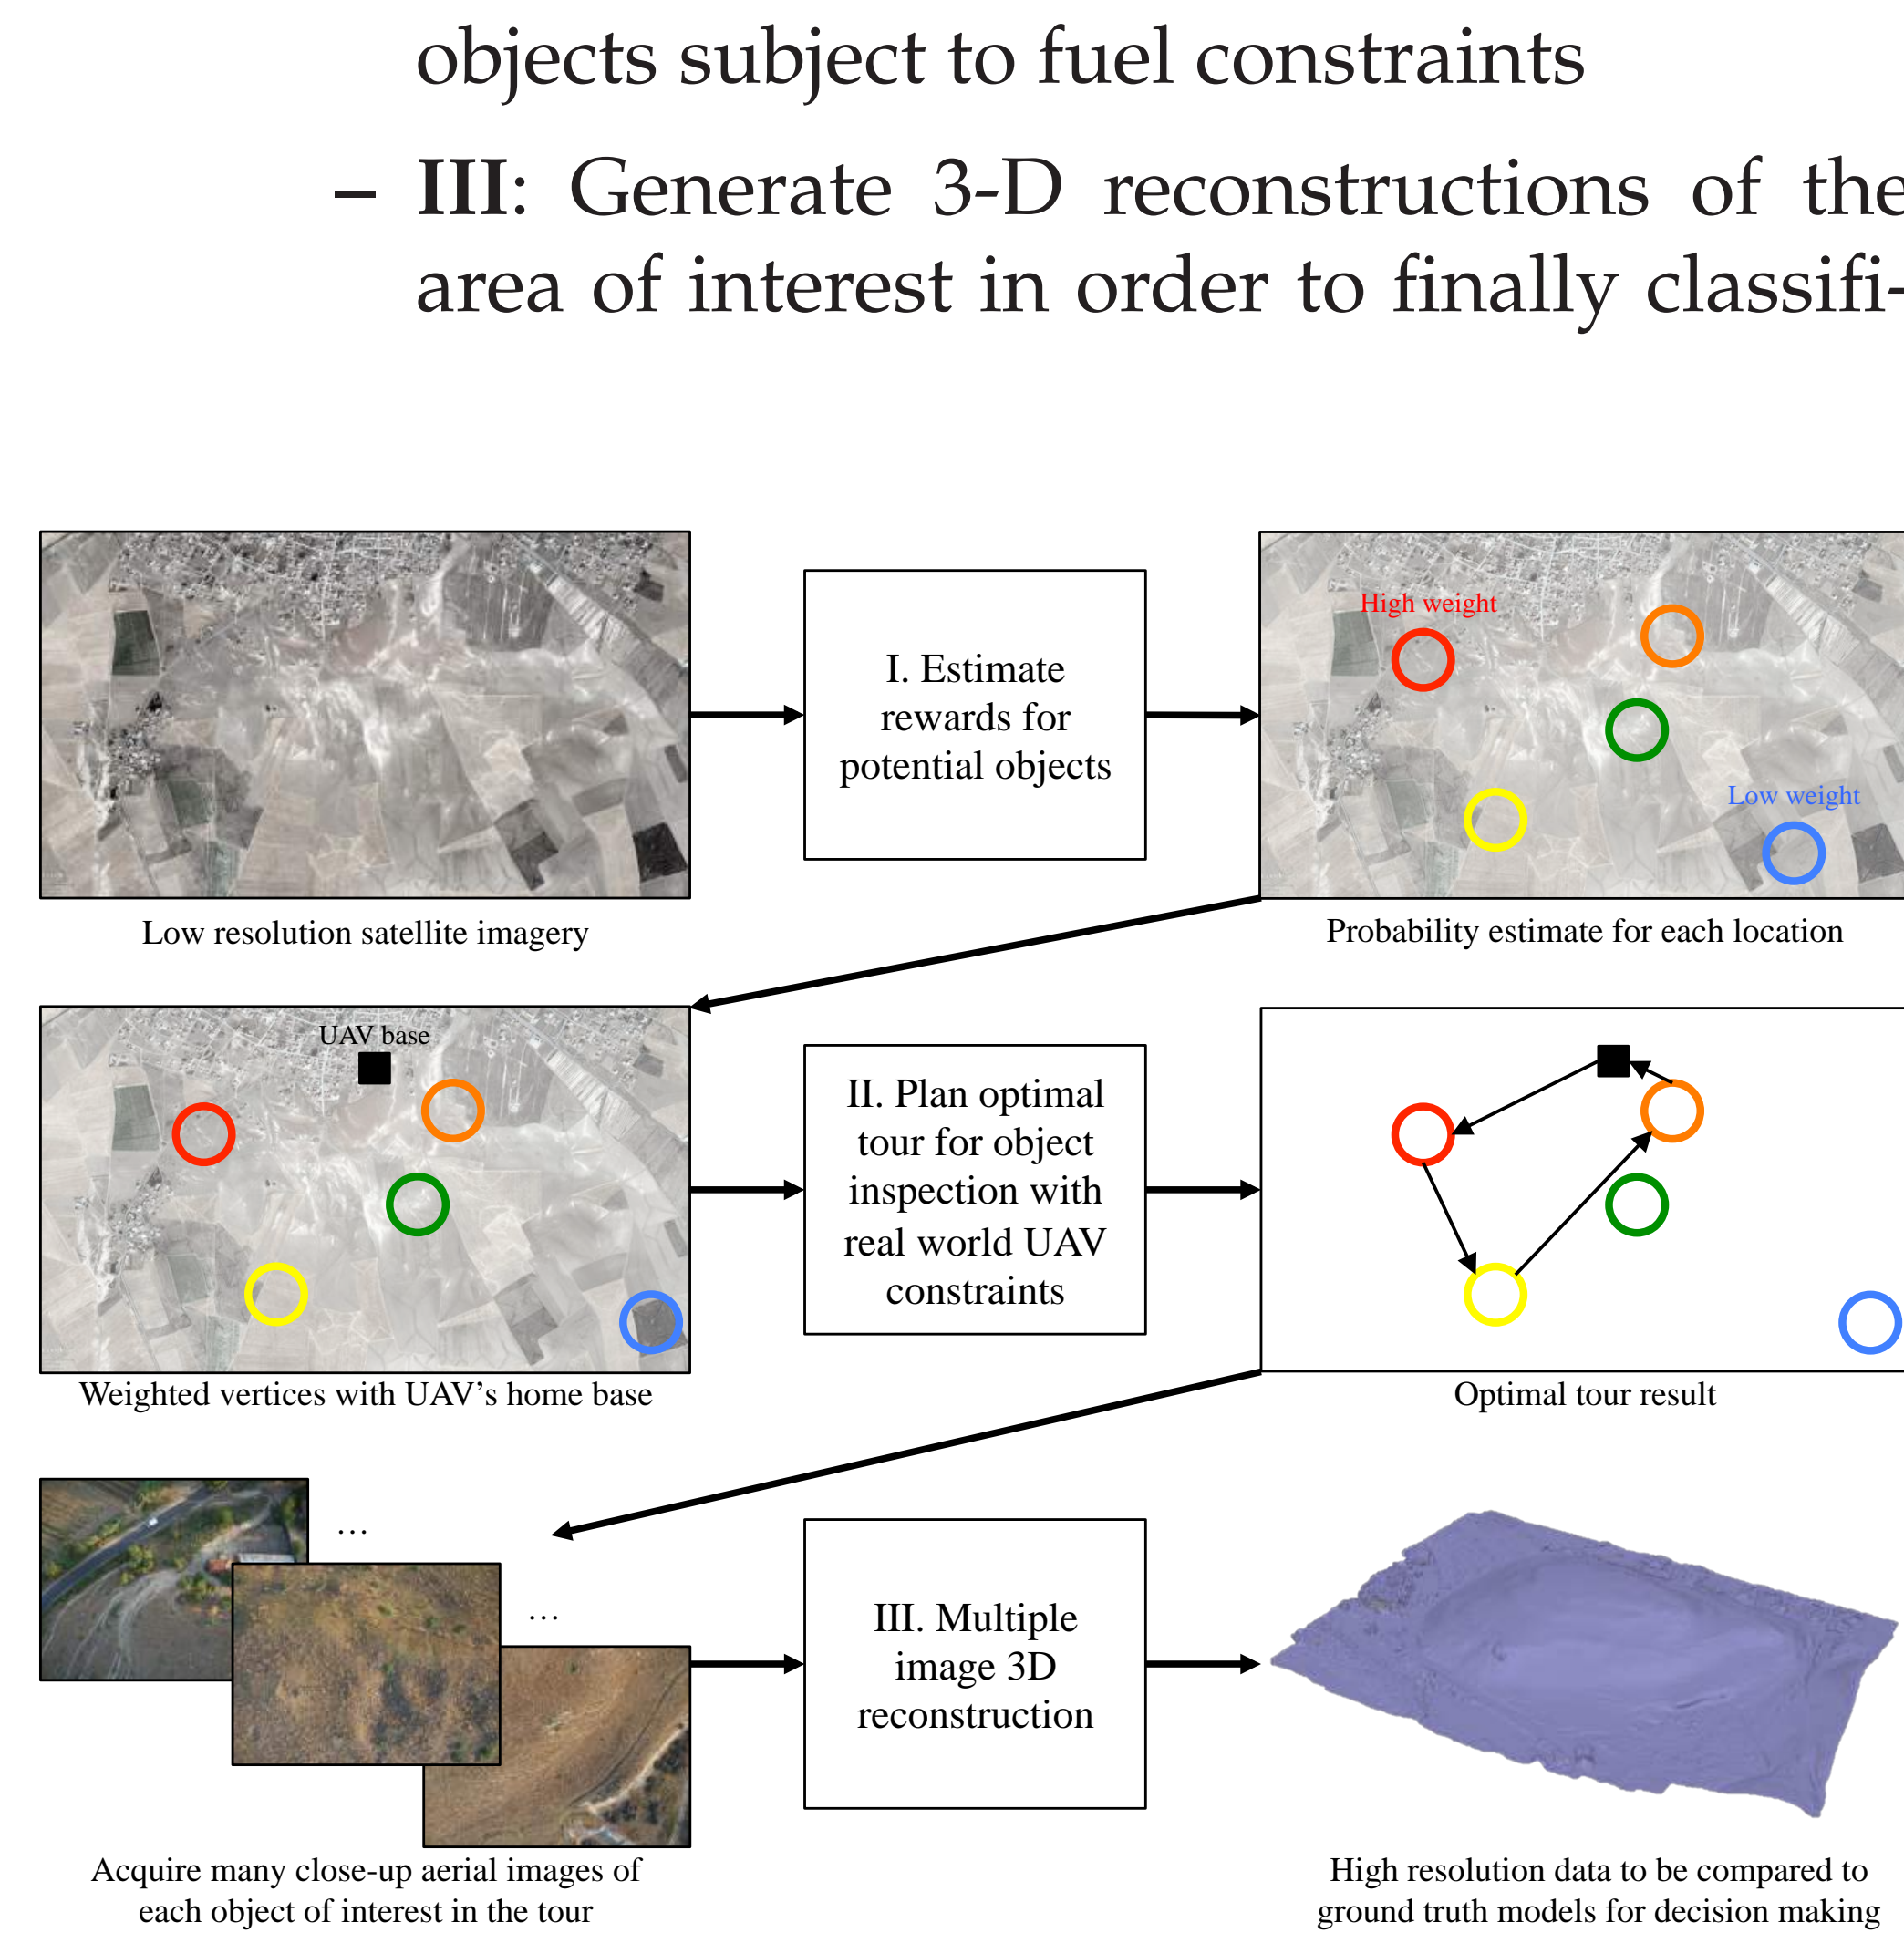 objects subject to fuel constraints
– III: Generate 3-D reconstructions of the
area of interest in order to finally classifi-
High weight
Low weight
I. Estimate
rewards for
potential objects
Low resolution satellite imagery
Probability estimate for each location
UAV base
II. Plan optimal
tour for object
inspection with
real world UAV
constraints
Weighted vertices with UAV's home base
Optimal tour result
…
…
III. Multiple
image 3D
reconstruction
Acquire many close-up aerial images of
each object of interest in the tour
High resolution data to be compared to
ground truth models for decision making